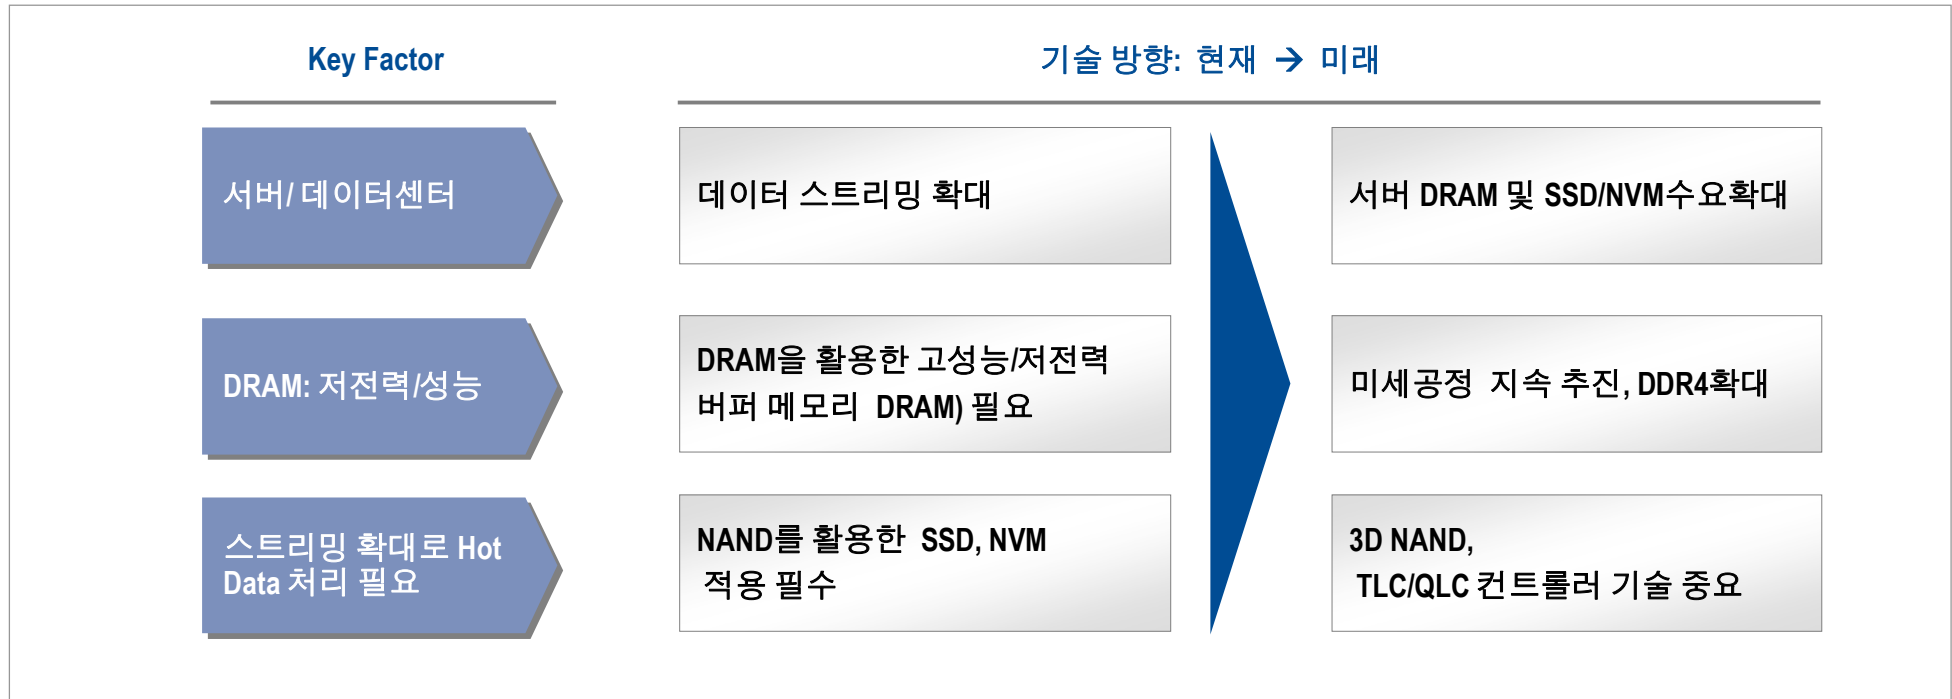 Key Factor
기술 방향: 현재 → 미래
서버/ 데이터센터
데이터 스트리밍 확대
서버 DRAM 및 SSD/NVM수요확대
DRAM: 저전력/성능
DRAM을 활용한 고성능/저전력
버퍼 메모리 DRAM) 필요
미세공정 지속 추진, DDR4확대
스트리밍 확대로 Hot
Data 처리 필요
NAND를 활용한 SSD, NVM
적용 필수
3D NAND,
TLC/QLC 컨트롤러 기술 중요